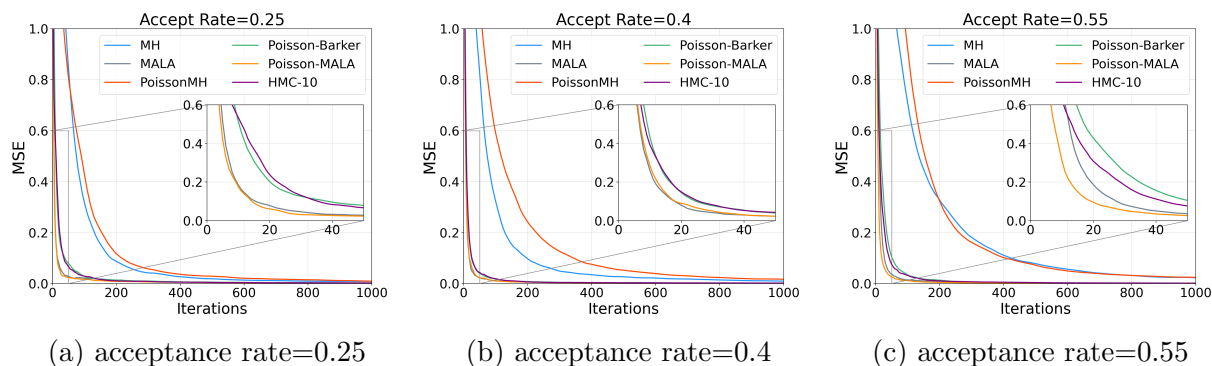 Accept Rate=0.25
MSE
1.0
0.8
0.6
0.4
0.2
0.0
MH
MALA
PoissonMH
Poisson-Barker
Poisson-MALA
HMC-10
0.6
0.4
0.2
0.0
0 20 40
0 200 400 600 800 1000
Iterations
(a) acceptance rate=0.25
Accept Rate=0.4
MSE
1.0
0.8
0.6
0.4
0.2
0.0
MH
MALA
PoissonMH
Poisson-Barker
Poisson-MALA
HMC-10
0.6
0.4
0.2
0.0
0 20 40
0 200 400 600 800 1000
Iterations
(b) acceptance rate=0.4
Accept Rate=0.55
MSE
1.0
0.8
0.6
0.4
0.2
0.0
MH
MALA
PoissonMH
Poisson-Barker
Poisson-MALA
HMC-10
0.6
0.4
0.2
0.0
0 20 40
0 200 400 600 800 1000
Iterations
(c) acceptance rate=0.55